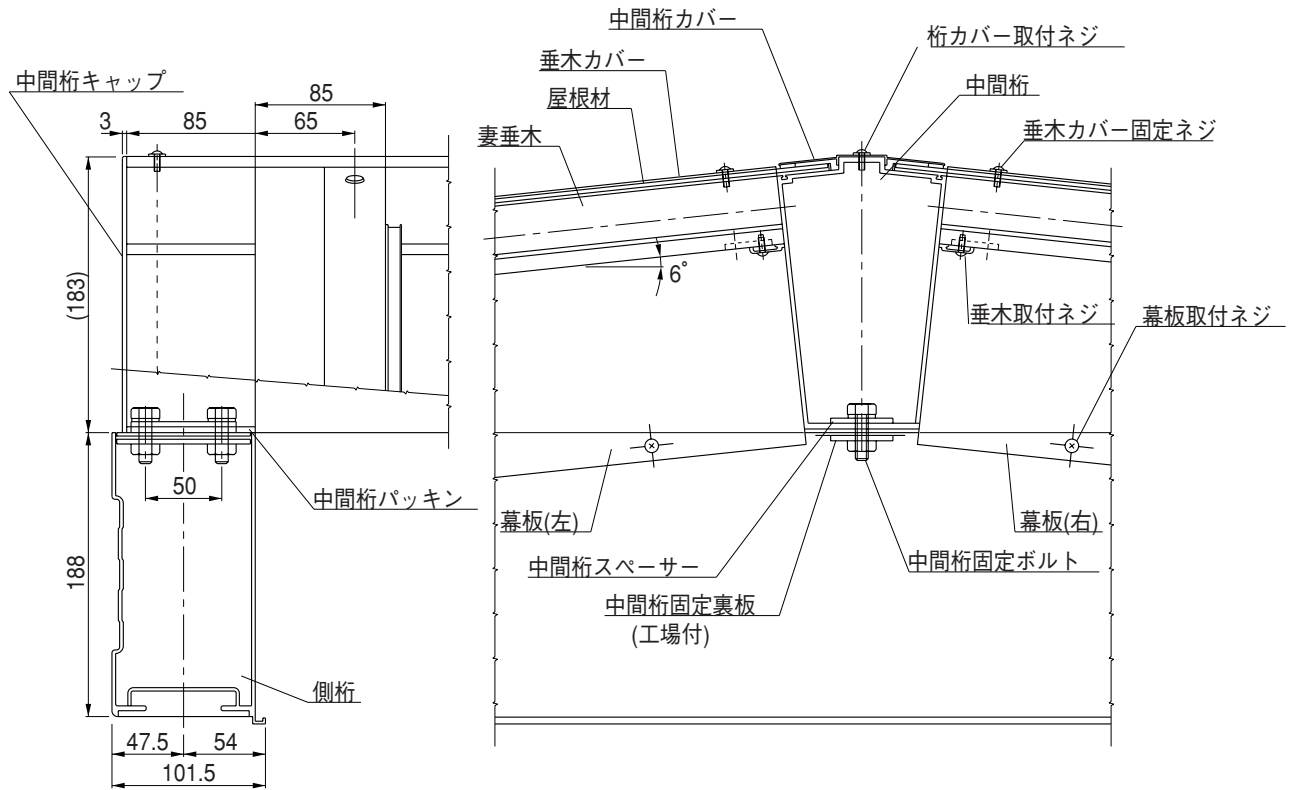 中間桁カバー
桁カバー取付ネジ
垂木カバー
中間桁キャップ
中間桁
85
屋根材
3
85
65
妻垂木
垂木カバー固定ネジ
(183)
6°
垂木取付ネジ
幕板取付ネジ
50
中間桁パッキン
幕板(左)
幕板(右)
188
中間桁スペーサー
中間桁固定ボルト
中間桁固定裏板
(工場付)
側桁
47.5
54
101.5